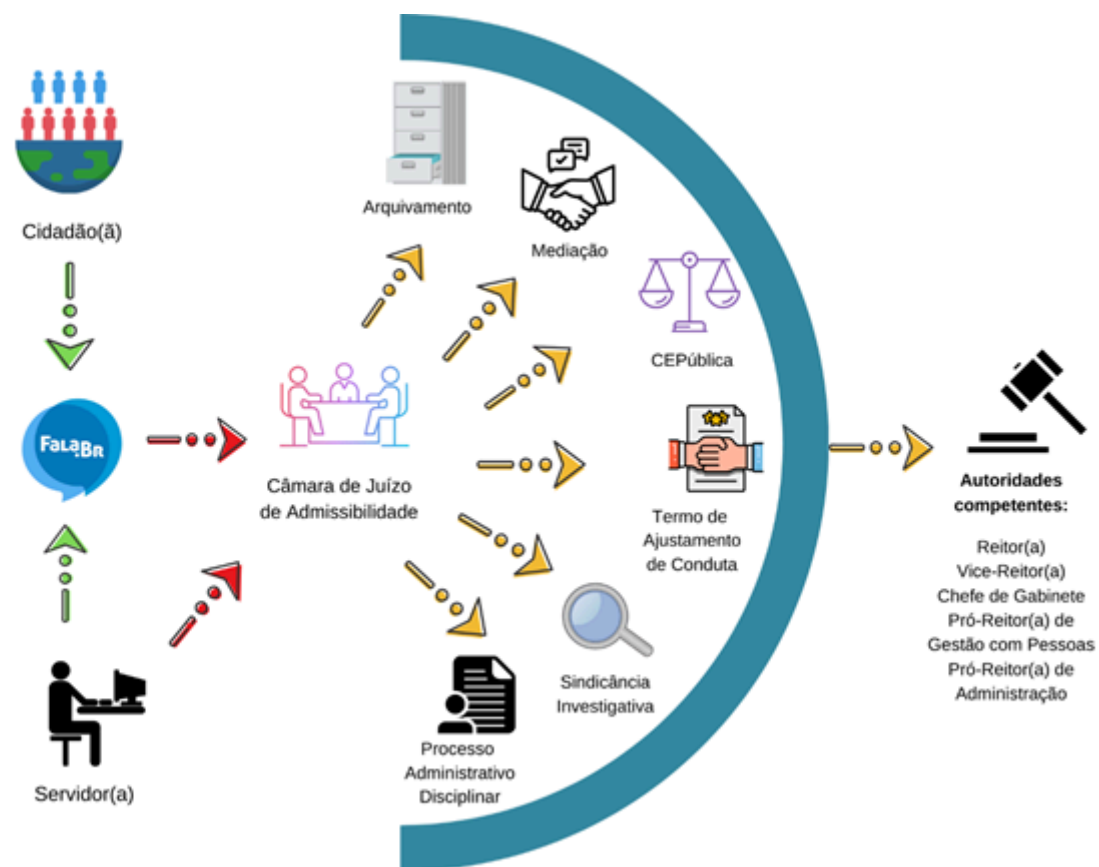 Cidadão(ã)
FALA.BR
Servidor(a)
Câmara de Juízo
de Admissibilidade
Arquivamento
Mediação
CEPública
Termo de
Ajustamento
de Conduta
Sindicância
Investigativa
Processo
Administrativo
Disciplinar
Autoridades
competentes:
Reitor(a)
Vice-Reitor(a)
Chefe de Gabinete
Pró-Reitor(a) de
Gestão com Pessoas
Pró-Reitor(a) de
Administração